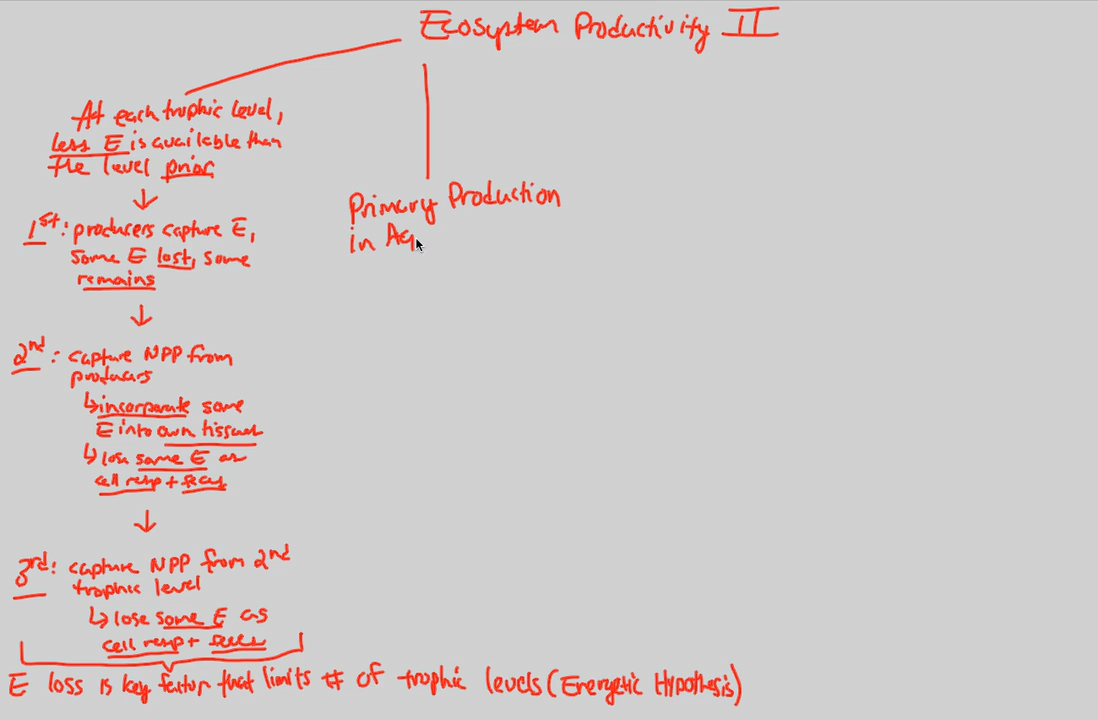 Ecosystem Productivity II
At each trophic level,
less E is available than
the level prior
↓
1st: producers capture E,
some E lost, some
remains
↓
2nd: capture NPP from
producers
↳ incorporate some
E into own tissues
↳ lose some E as
cell resp + feces
↓
3rd: capture NPP from 2nd
trophic level
↳ lose some E as
cell resp + feces
E loss is key factor that limits # of trophic levels (Energetic Hypothesis)
Primary Production
in Aq